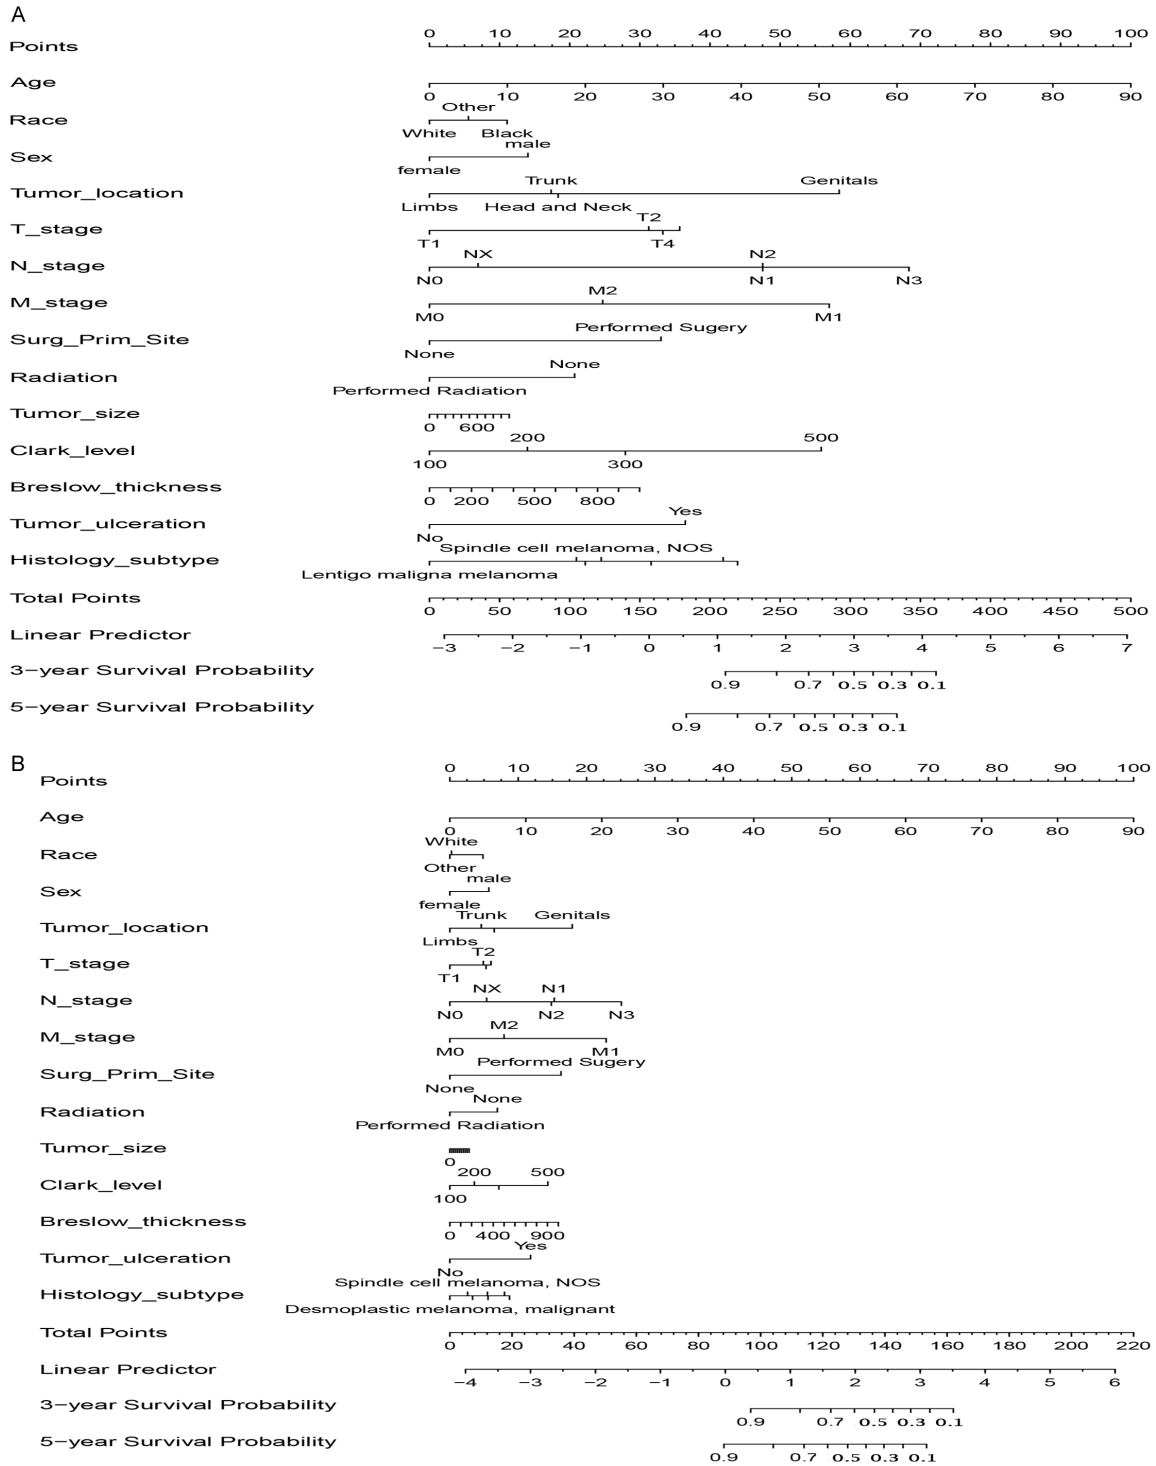 A
Points 0 10 20 30 40 50 60 70 80 90 100
Age 0 10 20 30 40 50 60 70 80 90
Other
Race
White Black
male
Sex
female
Trunk Genitals
Tumor_location
Limbs Head and Neck
T2
T_stage
T1 T4
NX N2
N_stage
N0 N1 N3
M2
M_stage
M0 M1
Performed Sugery
Surg_Prim_Site
None
None
Radiation
Performed Radiation
Tumor_size
0 600
200 500
Clark_level
100 300
Breslow_thickness
0 200 500 800
Yes
Tumor_ulceration
No
Spindle cell melanoma, NOS
Histology_subtype
Lentigo maligna melanoma
Total Points
0 50 100 150 200 250 300 350 400 450 500
Linear Predictor
−3 −2 −1 0 1 2 3 4 5 6 7
3−year Survival Probability
0.9 0.7 0.5 0.3 0.1
5−year Survival Probability
0.9 0.7 0.5 0.3 0.1
B
0 10 20 30 40 50 60 70 80 90 100
Points
Age
0 10 20 30 40 50 60 70 80 90
White
Race
Other
male
Sex
female
Trunk Genitals
Tumor_location
Limbs
T2
T_stage
T1
NX N1
N_stage
N0 N2 N3
M2
M_stage
M0 M1
Performed Sugery
Surg_Prim_Site
None
None
Radiation
Performed Radiation
Tumor_size
0
200 500
Clark_level
100
Breslow_thickness
0 400 900
Yes
Tumor_ulceration
No
Spindle cell melanoma, NOS
Histology_subtype
Desmoplastic melanoma, malignant
Total Points
0 20 40 60 80 100 120 140 160 180 200 220
Linear Predictor
−4 −3 −2 −1 0 1 2 3 4 5 6
3−year Survival Probability
0.9 0.7 0.5 0.3 0.1
5−year Survival Probability
0.9 0.7 0.5 0.3 0.1